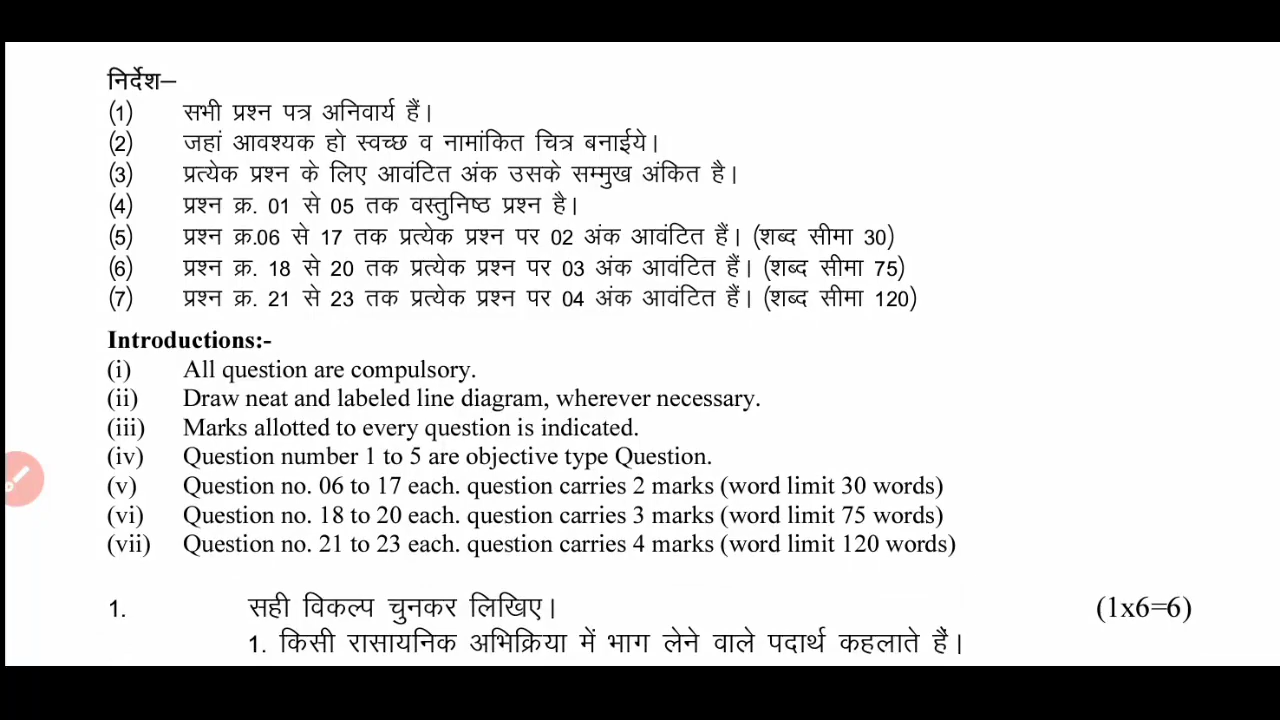 निर्देश–
(1) सभी प्रश्न पत्र अनिवार्य हैं।
(2) जहां आवश्यक हो स्वच्छ व नामांकित चित्र बनाईये।
(3) प्रत्येक प्रश्न के लिए आवंटित अंक उसके सम्मुख अंकित है।
(4) प्रश्न क्र. 01 से 05 तक वस्तुनिष्ठ प्रश्न है।
(5) प्रश्न क्र.06 से 17 तक प्रत्येक प्रश्न पर 02 अंक आवंटित हैं। (शब्द सीमा 30)
(6) प्रश्न क्र. 18 से 20 तक प्रत्येक प्रश्न पर 03 अंक आवंटित हैं। (शब्द सीमा 75)
(7) प्रश्न क्र. 21 से 23 तक प्रत्येक प्रश्न पर 04 अंक आवंटित हैं। (शब्द सीमा 120)
Introductions:-
(i) All question are compulsory.
(ii) Draw neat and labeled line diagram, wherever necessary.
(iii) Marks allotted to every question is indicated.
(iv) Question number 1 to 5 are objective type Question.
(v) Question no. 06 to 17 each. question carries 2 marks (word limit 30 words)
(vi) Question no. 18 to 20 each. question carries 3 marks (word limit 75 words)
(vii) Question no. 21 to 23 each. question carries 4 marks (word limit 120 words)
1. सही विकल्प चुनकर लिखिए। (1x6=6)
1. किसी रासायनिक अभिक्रिया में भाग लेने वाले पदार्थ कहलाते हैं।